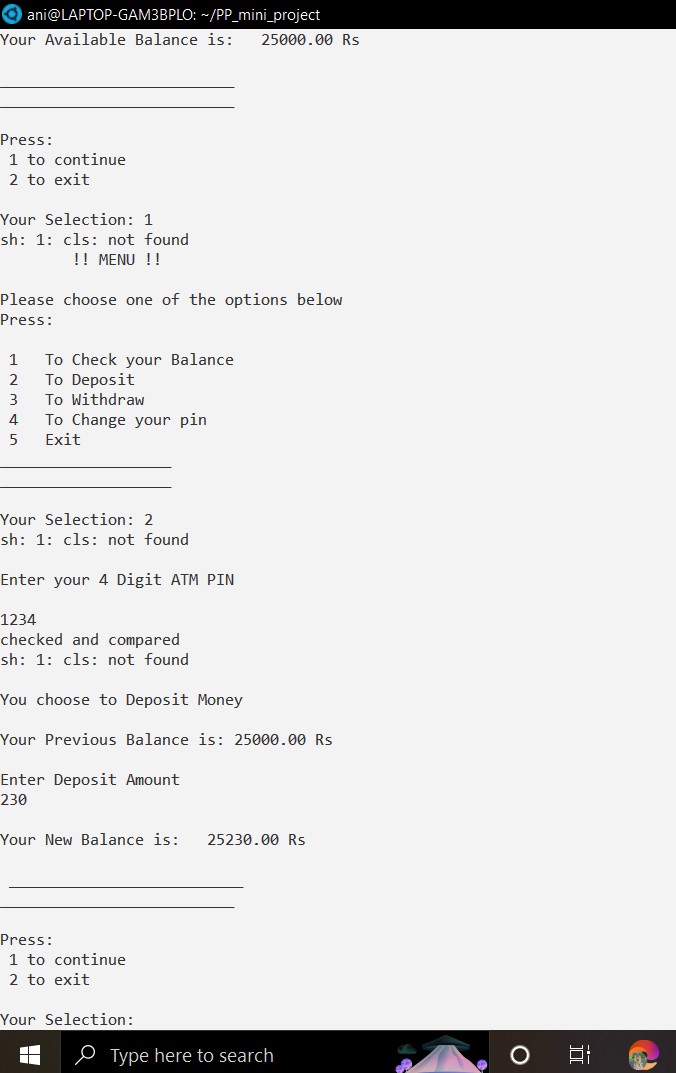 ani@LAPTOP-GAM3BPLO: ~/PP_mini_project
Your Available Balance is:   25000.00 Rs
__________________________
__________________________
Press:
 1 to continue
 2 to exit
Your Selection: 1
sh: 1: cls: not found
        !! MENU !!
Please choose one of the options below
Press:
 1   To Check your Balance
 2   To Deposit
 3   To Withdraw
 4   To Change your pin
 5   Exit
___________________
___________________
Your Selection: 2
sh: 1: cls: not found
Enter your 4 Digit ATM PIN
1234
checked and compared
sh: 1: cls: not found
You choose to Deposit Money
Your Previous Balance is: 25000.00 Rs
Enter Deposit Amount
230
Your New Balance is:   25230.00 Rs
 __________________________
__________________________
Press:
 1 to continue
 2 to exit
Your Selection:
Type here to search